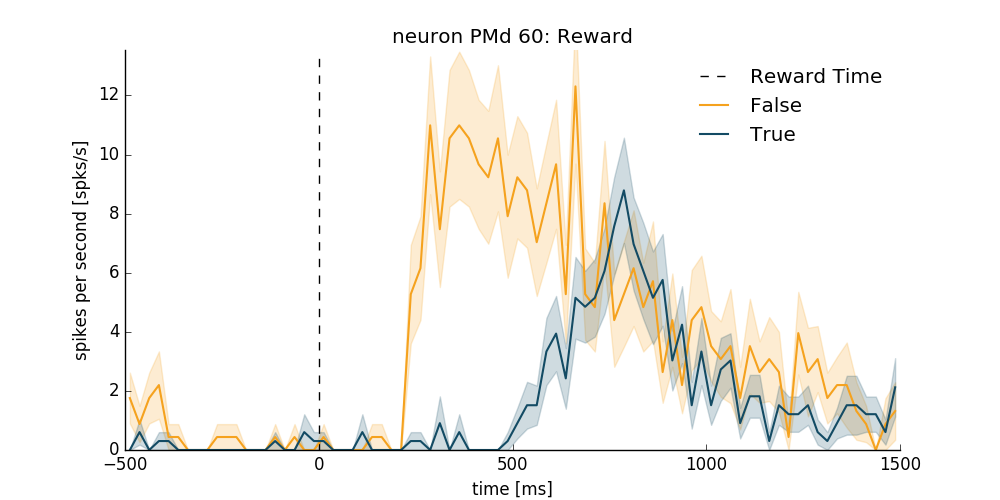 neuron PMd 60: Reward
Reward Time
False
True
spikes per second [spks/s]
12
10
8
6
4
2
0
−500
0
500
1000
1500
time [ms]